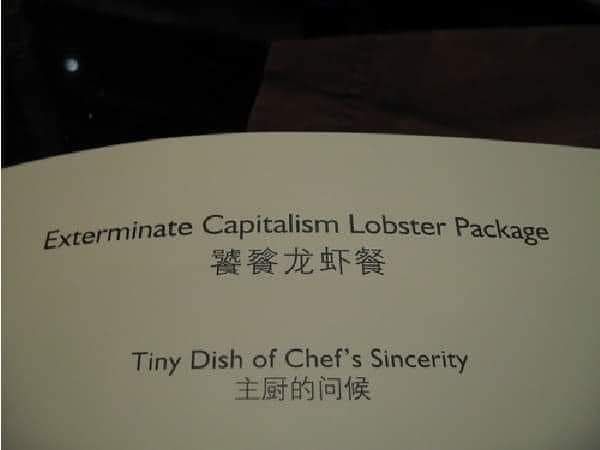 Exterminate Capitalism Lobster Package
饕餮龙虾餐
Tiny Dish of Chef's Sincerity
主厨的问候